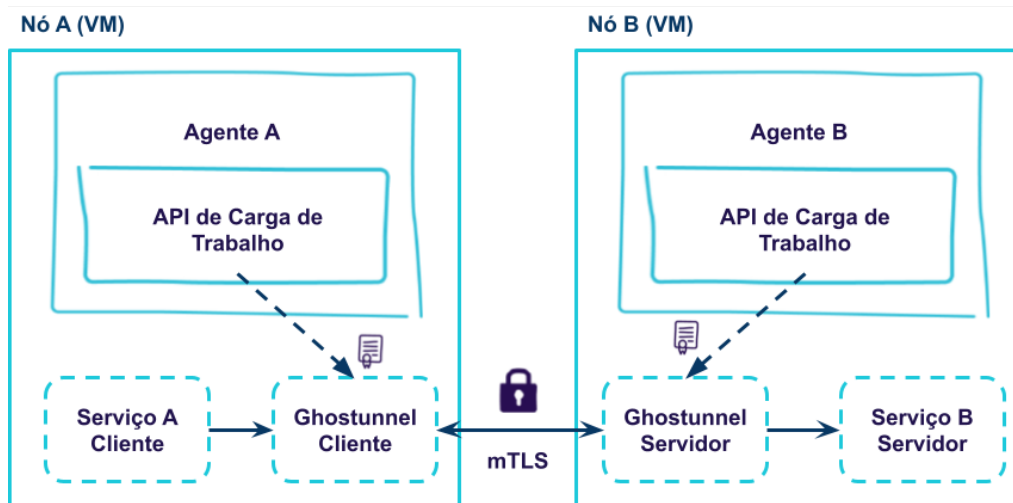 Nó A (VM)
Nó B (VM)
Agente A
API de Carga de
Trabalho
Agente B
API de Carga de
Trabalho
Serviço A
Cliente
Ghostunnel
Cliente
mTLS
Ghostunnel
Servidor
Serviço B
Servidor